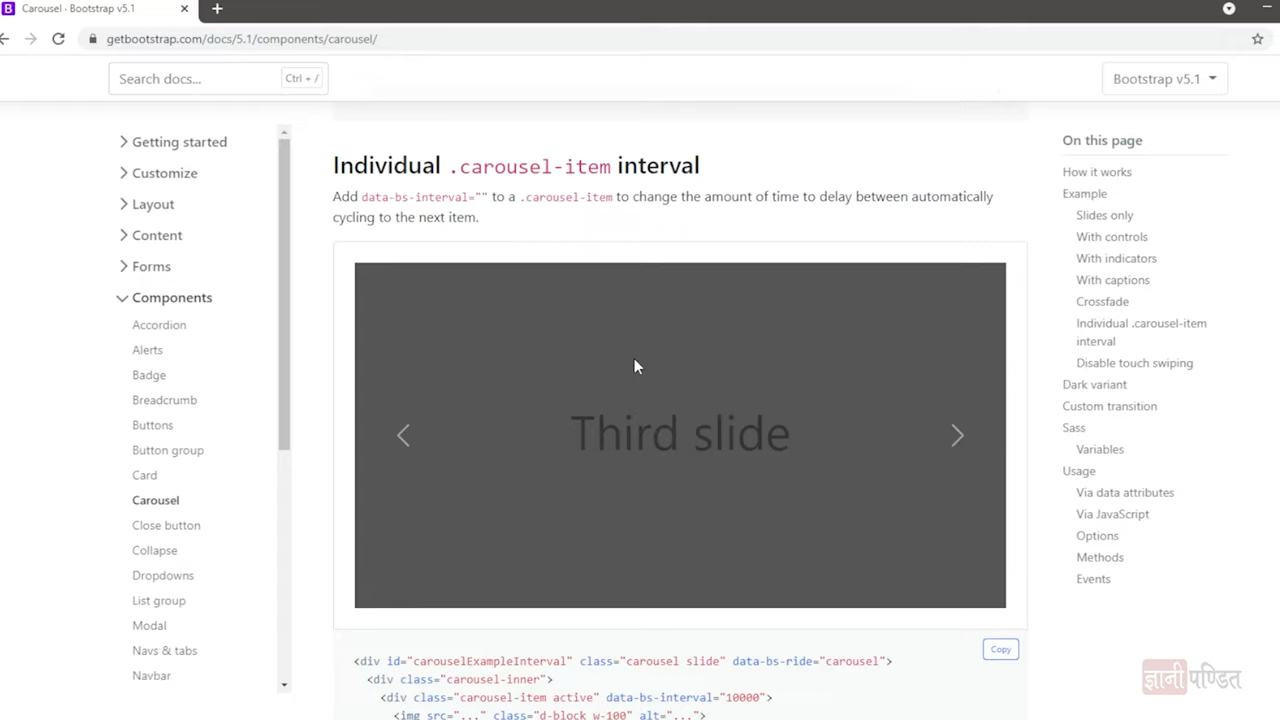 B Carousel · Bootstrap v5.1
getbootstrap.com/docs/5.1/components/carousel/
Search docs... Ctrl + /
Bootstrap v5.1
Getting started
Customize
Layout
Content
Forms
Components
Accordion
Alerts
Badge
Breadcrumb
Buttons
Button group
Card
Carousel
Close button
Collapse
Dropdowns
List group
Modal
Navs & tabs
Navbar
Individual .carousel-item interval
Add data-bs-interval="" to a .carousel-item to change the amount of time to delay between automatically
cycling to the next item.
Third slide
Copy
<div id="carouselExampleInterval" class="carousel slide" data-bs-ride="carousel">
<div class="carousel-inner">
<div class="carousel-item active" data-bs-interval="10000">
<img src="..." class="d-block w-100" alt="...">
On this page
How it works
Example
Slides only
With controls
With indicators
With captions
Crossfade
Individual .carousel-item
interval
Disable touch swiping
Dark variant
Custom transition
Sass
Variables
Usage
Via data attributes
Via JavaScript
Options
Methods
Events
ज्ञानी पण्डित